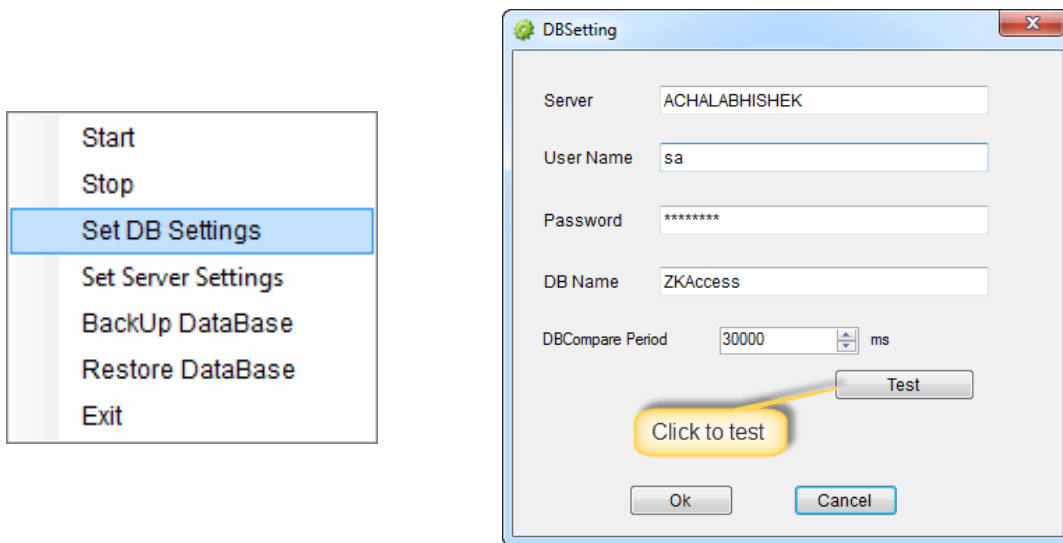 Start
Stop
Set DB Settings
Set Server Settings
BackUp DataBase
Restore DataBase
Exit
DBSetting
Server ACHALABHISHEK
User Name sa
Password ********
DB Name ZKAccess
DBCompare Period 30000 ms
Test
Click to test
Ok Cancel